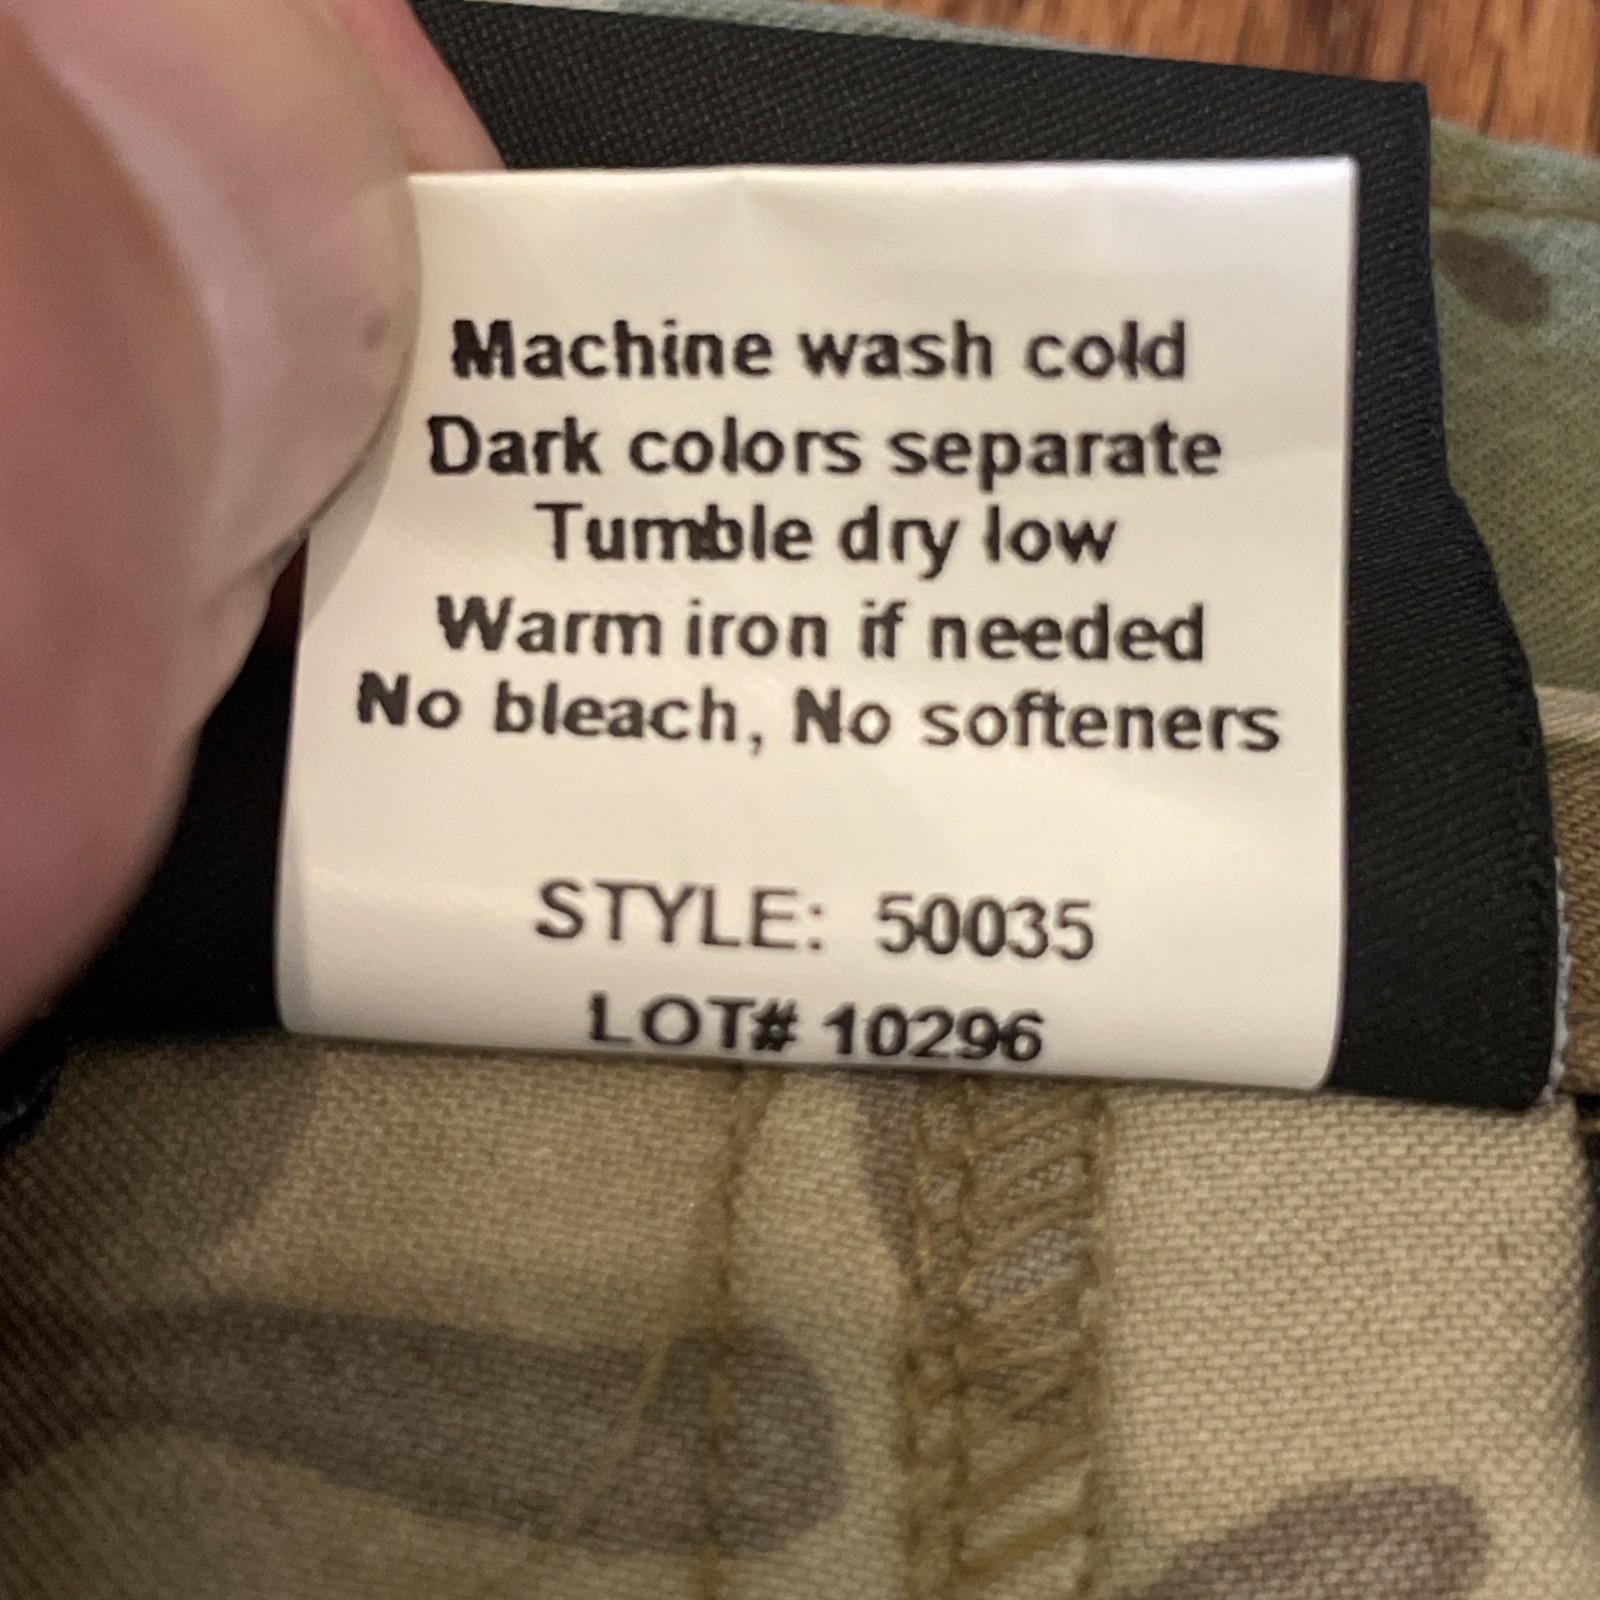 Machine wash cold
Dark colors separate
Tumble dry low
Warm iron if needed
No bleach, No softeners
STYLE: 50035
LOT# 10296